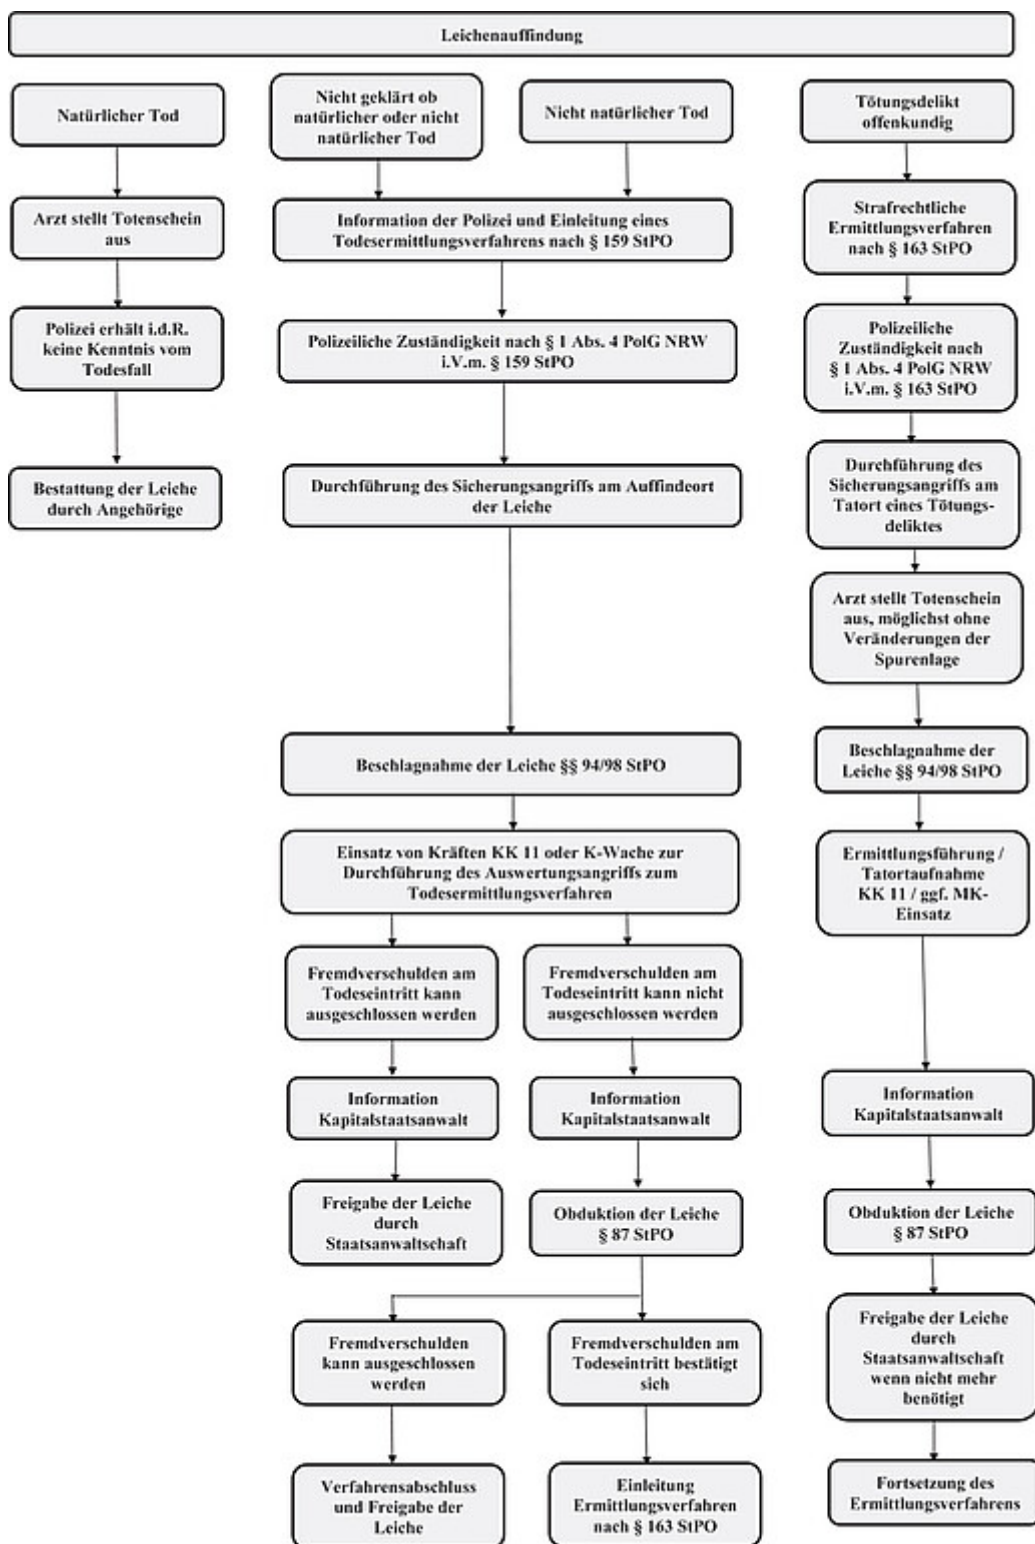 Leichenauffindung
Natürlicher Tod
Nicht geklärt ob
natürlicher oder nicht
natürlicher Tod
Nicht natürlicher Tod
Tötungsdelikt
offenkundig
Arzt stellt Totenschein
aus
Information der Polizei und Einleitung eines
Todesermittlungsverfahrens nach § 159 StPO
Strafrechtliche
Ermittlungsverfahren
nach § 163 StPO
Polizei erhält i.d.R.
keine Kenntnis vom
Todesfall
Polizeiliche Zuständigkeit nach § 1 Abs. 4 PolG NRW
i.V.m. § 159 StPO
Polizeiliche
Zuständigkeit nach
§ 1 Abs. 4 PolG NRW
i.V.m. § 163 StPO
Bestattung der Leiche
durch Angehörige
Durchführung des Sicherungsangriffs am Auffindeort
der Leiche
Durchführung des
Sicherungsangriffs am
Tatort eines Tötungs-
deliktes
Arzt stellt Totenschein
aus, möglichst ohne
Veränderungen der
Spurenlage
Beschlagnahme der Leiche §§ 94/98 StPO
Beschlagnahme der
Leiche §§ 94/98 StPO
Einsatz von Kräften KK 11 oder K-Wache zur
Durchführung des Auswertungsangriffs zum
Todesermittlungsverfahren
Ermittlungsführung /
Tatortaufnahme
KK 11 / ggf. MK-
Einsatz
Fremdverschulden am
Todeseintritt kann
ausgeschlossen werden
Fremdverschulden am
Todeseintritt kann nicht
ausgeschlossen werden
Information
Kapitalstaatsanwalt
Information
Kapitalstaatsanwalt
Information
Kapitalstaatsanwalt
Freigabe der Leiche
durch
Staatsanwaltschaft
Obduktion der Leiche
§ 87 StPO
Obduktion der Leiche
§ 87 StPO
Fremdverschulden
kann ausgeschlossen
werden
Fremdverschulden am
Todeseintritt bestätigt
sich
Freigabe der Leiche
durch
Staatsanwaltschaft
wenn nicht mehr
benötigt
Verfahrensabschluss
und Freigabe der
Leiche
Einleitung
Ermittlungsverfahren
nach § 163 StPO
Fortsetzung des
Ermittlungsverfahrens